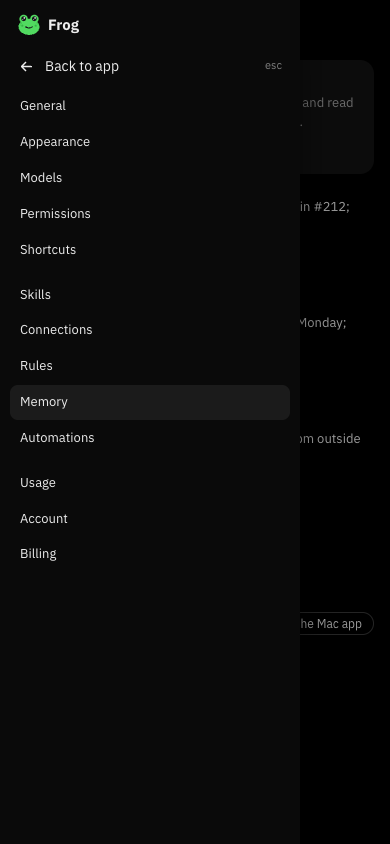 Frog
Back to app
esc
General
and read
Appearance
.
Models
Permissions
in #212;
Shortcuts
Skills
Monday;
Connections
Rules
Memory
Automations
om outside
Usage
Account
Billing
he Mac app